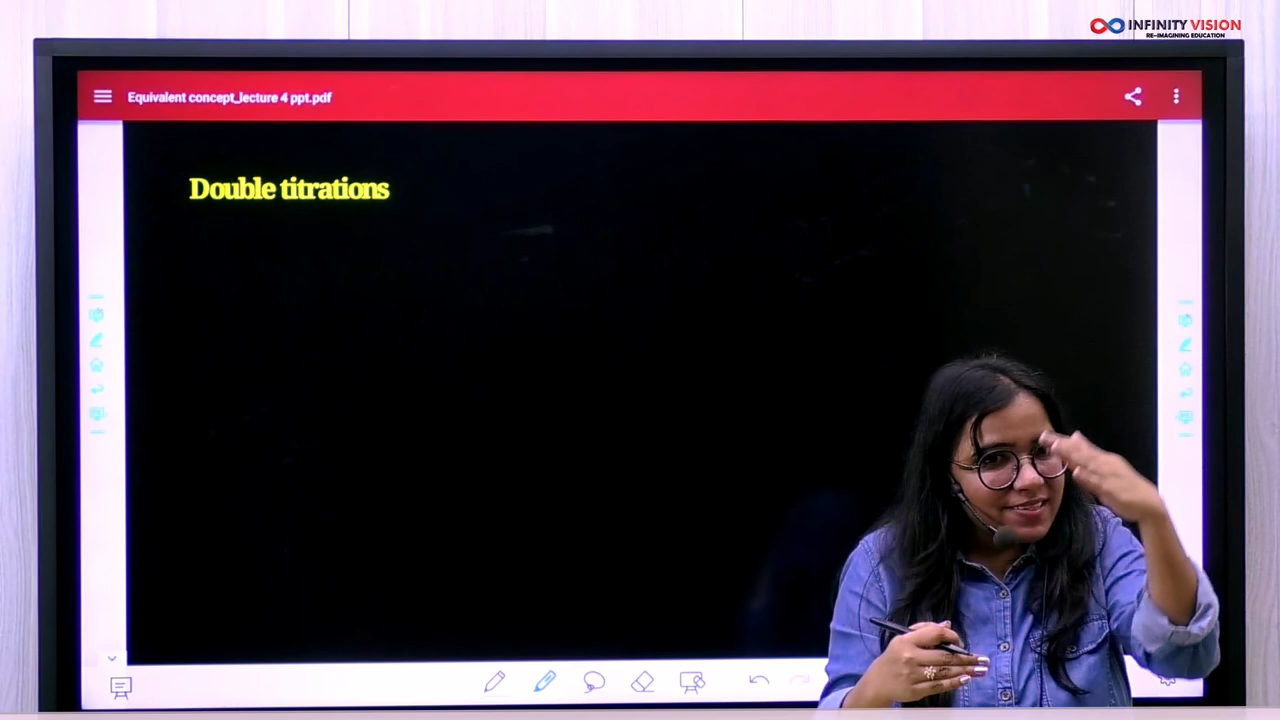 INFINITY VISION
RE-IMAGINING EDUCATION
Equivalent concept_lecture 4 ppt.pdf
Double titrations